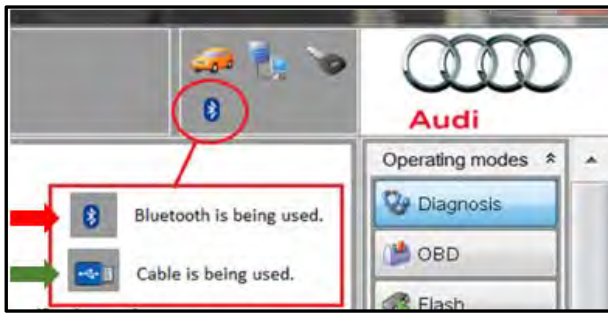 Audi
Operating modes
Diagnosis
Bluetooth is being used.
OBD
Cable is being used.
Flash